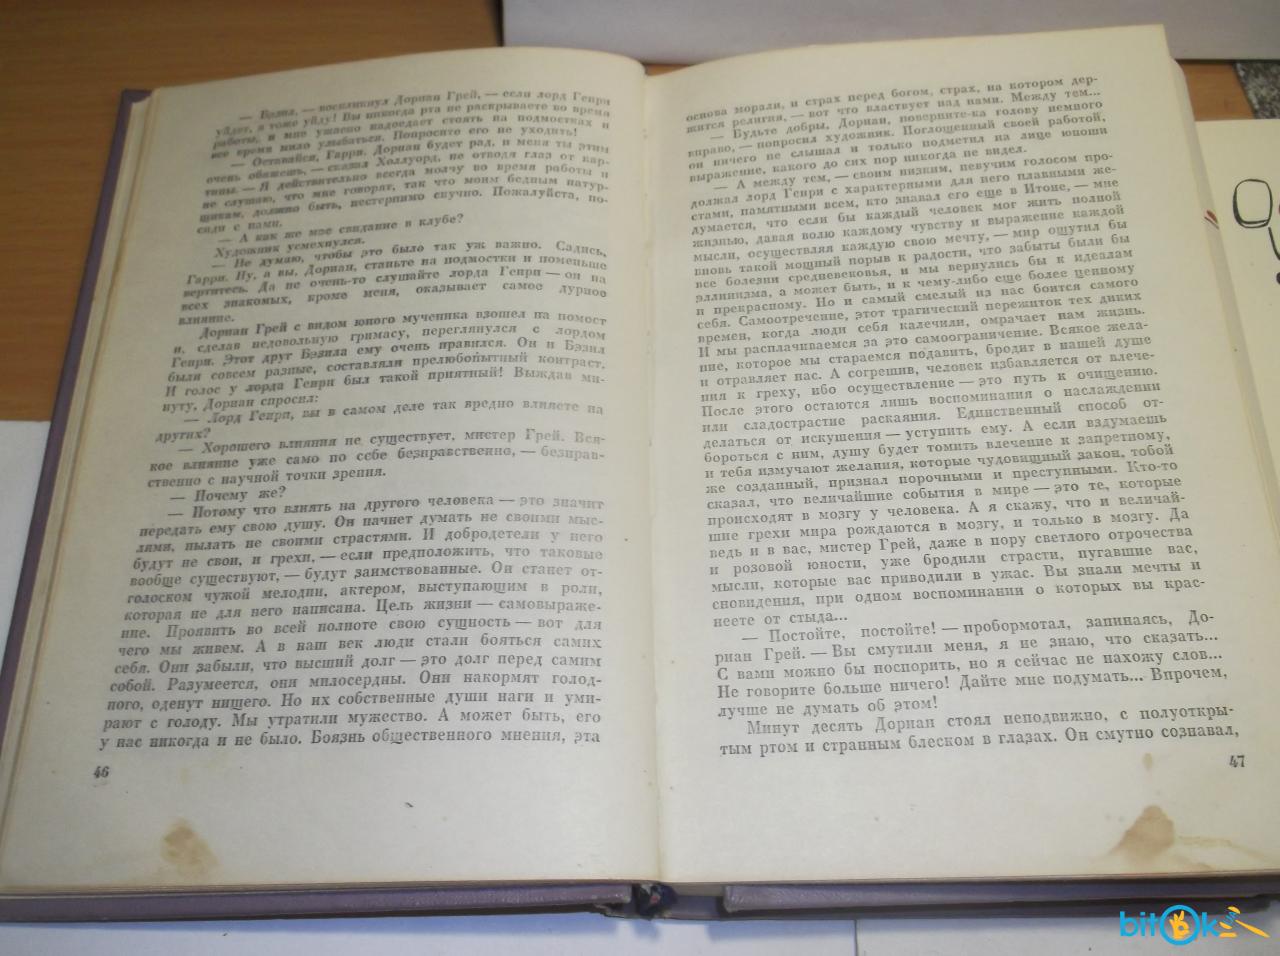 — Бэзил, — воскликнул Дориан Грей, — если лорд Генри
уйдет, я тоже уйду! Вы никогда рта не раскрываете во время
работы, и мне ужасно надоедает стоять на подмостках и
все время мило улыбаться. Попросите его не уходить!
— Оставайся, Гарри. Дориан будет рад, и меня ты этим
очень обяжешь, — сказал Холлуорд, не отводя глаз от кар-
тины. — Я действительно всегда молчу во время работы и
не слушаю, что мне говорят, так что моим бедным натур-
щикам, должно быть, нестерпимо скучно. Пожалуйста, по-
сиди с нами.
— А как же мое свидание в клубе?
Художник усмехнулся.
— Не думаю, чтобы это было так уж важно. Садись,
Гарри. Ну, а вы, Дориан, станьте на подмостки и поменьше
вертитесь. Да не очень-то слушайте лорда Генри — он на
всех знакомых, кроме меня, оказывает самое дурное
влияние.
Дориан Грей с видом юного мученика взошел на помост
и, сделав недовольную гримасу, переглянулся с лордом
Генри. Этот друг Бэзила ему очень нравился. Он и Бэзил
были совсем разные, составляли прелюбопытный контраст.
И голос у лорда Генри был такой приятный! Выждав ми-
нуту, Дориан спросил:
— Лорд Генри, вы в самом деле так вредно влияете на
других?
— Хорошего влияния не существует, мистер Грей. Вся-
кое влияние уже само по себе безнравственно, — безнрав-
ственно с научной точки зрения.
— Почему же?
— Потому что влиять на другого человека — это значит
передать ему свою душу. Он начнет думать не своими мыс-
лями, пылать не своими страстями. И добродетели у него
будут не свои, и грехи, — если предположить, что таковые
вообще существуют, — будут заимствованные. Он станет от-
голоском чужой мелодии, актером, выступающим в роли,
которая не для него написана. Цель жизни — самовыраже-
ние. Проявить во всей полноте свою сущность — вот для
чего мы живем. А в наш век люди стали бояться самих
себя. Они забыли, что высший долг — это долг перед самим
собой. Разумеется, они милосердны. Они накормят голод-
ного, оденут нищего. Но их собственные души наги и уми-
рают с голоду. Мы утратили мужество. А может быть, его
у нас никогда и не было. Боязнь общественного мнения, эта
46
основа морали, и страх перед богом, страх, на котором дер-
жится религия, — вот что властвует над нами. Между тем...
— Будьте добры, Дориан, поверните-ка голову немного
вправо, — попросил художник. Поглощенный своей работой,
он ничего не слышал и только подметил на лице юноши
выражение, какого до сих пор никогда не видел.
— А между тем, — своим низким, певучим голосом про-
должал лорд Генри с характерными для него плавными же-
стами, памятными всем, кто знавал его еще в Итоне, — мне
думается, что если бы каждый человек мог жить полной
жизнью, давая волю каждому чувству и выражение каждой
мысли, осуществляя каждую свою мечту, — мир ощутил бы
вновь такой мощный порыв к радости, что забыты были бы
все болезни средневековья, и мы вернулись бы к идеалам
эллинизма, а может быть, и к чему-либо еще более ценному
и прекрасному. Но и самый смелый из нас боится самого
себя. Самоотречение, этот трагический пережиток тех диких
времен, когда люди себя калечили, омрачает нам жизнь.
И мы расплачиваемся за это самоограничение. Всякое жела-
ние, которое мы стараемся подавить, бродит в нашей душе
и отравляет нас. А согрешив, человек избавляется от влече-
ния к греху, ибо осуществление — это путь к очищению.
После этого остаются лишь воспоминания о наслаждении
или сладострастие раскаяния. Единственный способ от-
делаться от искушения — уступить ему. А если вздумаешь
бороться с ним, душу будет томить влечение к запретному,
и тебя измучают желания, которые чудовищный закон, тобой
же созданный, признал порочными и преступными. Кто-то
сказал, что величайшие события в мире — это те, которые
происходят в мозгу у человека. А я скажу, что и величай-
шие грехи мира рождаются в мозгу, и только в мозгу. Да
ведь и в вас, мистер Грей, даже в пору светлого отрочества
и розовой юности, уже бродили страсти, пугавшие вас,
мысли, которые вас приводили в ужас. Вы знали мечты и
сновидения, при одном воспоминании о которых вы крас-
неете от стыда...
— Постойте, постойте! — пробормотал, запинаясь, До-
риан Грей. — Вы смутили меня, я не знаю, что сказать...
С вами можно бы поспорить, но я сейчас не нахожу слов...
Не говорите больше ничего! Дайте мне подумать... Впрочем,
лучше не думать об этом!
Минут десять Дориан стоял неподвижно, с полуоткры-
тым ртом и странным блеском в глазах. Он смутно сознавал,
47
bitOk